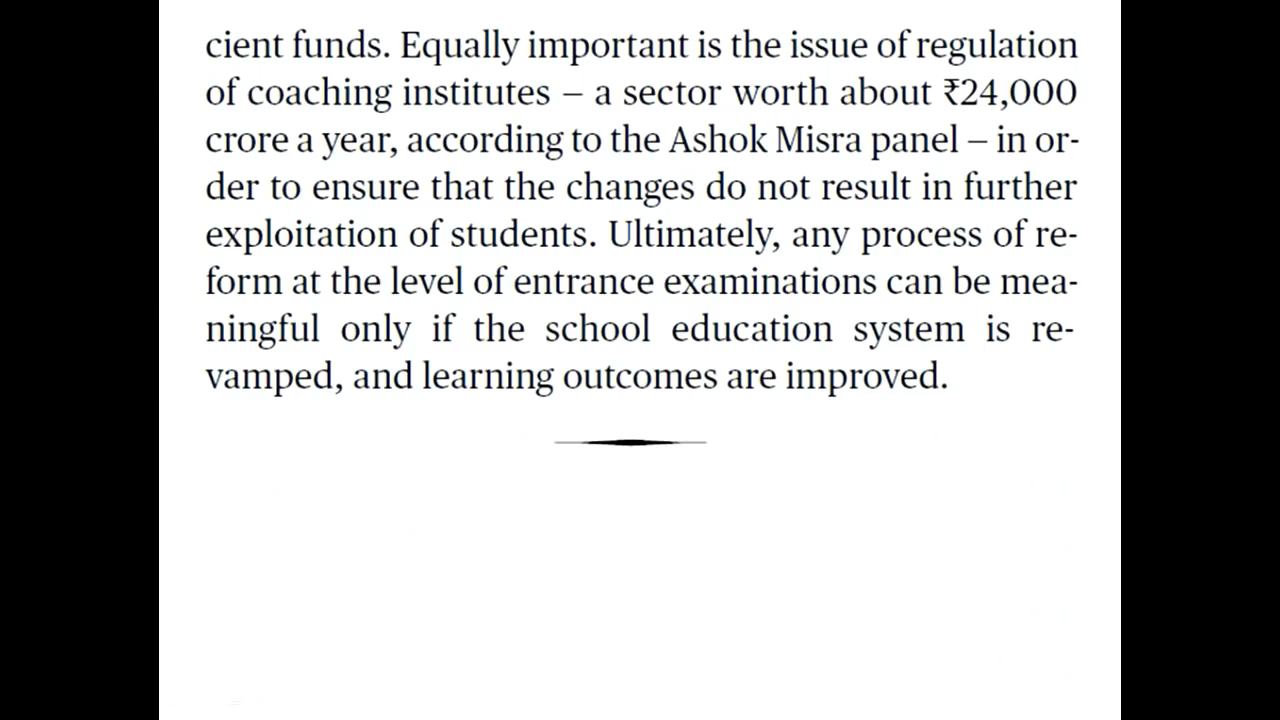 cient funds. Equally important is the issue of regulation
of coaching institutes – a sector worth about ₹24,000
crore a year, according to the Ashok Misra panel – in or-
der to ensure that the changes do not result in further
exploitation of students. Ultimately, any process of re-
form at the level of entrance examinations can be mea-
ningful only if the school education system is re-
vamped, and learning outcomes are improved.